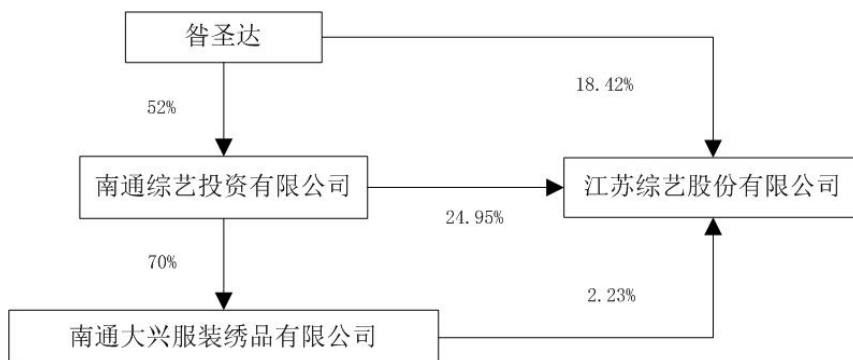 昝圣达
18.42%
52%
南通综艺投资有限公司
江苏综艺股份有限公司
24.95%
70%
2.23%
南通大兴服装绣品有限公司